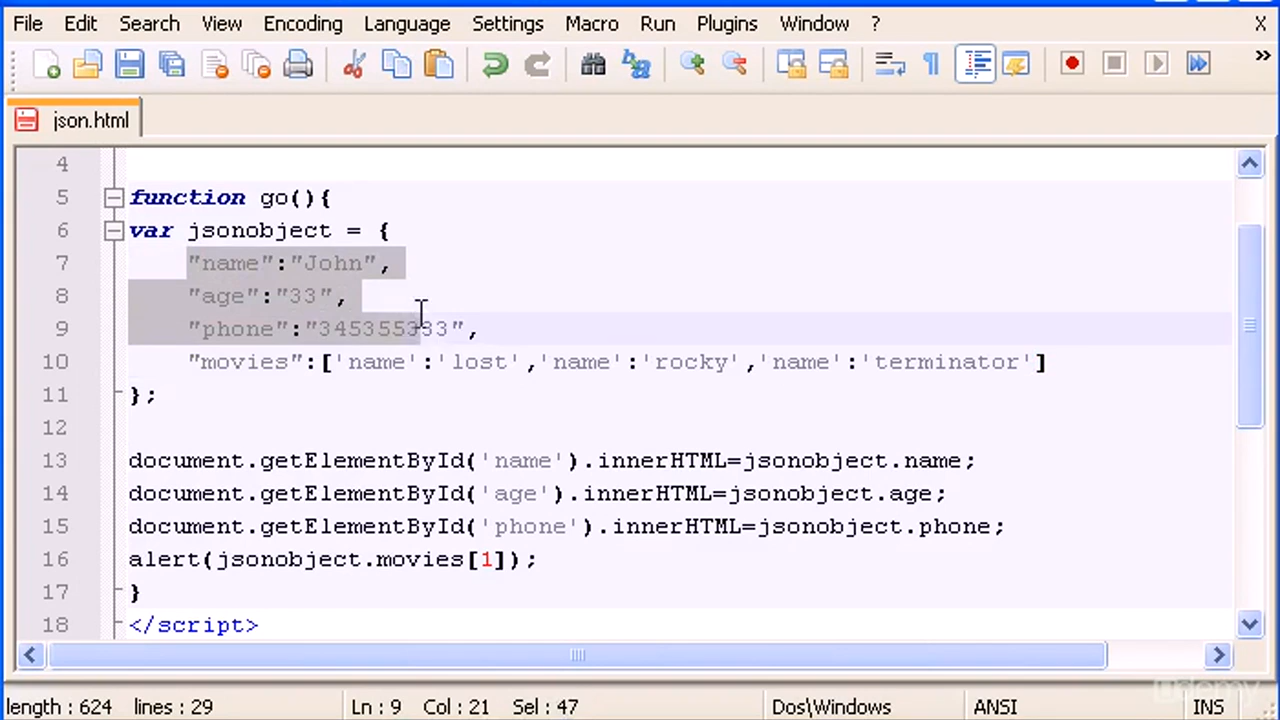 File Edit Search View Encoding Language Settings Macro Run Plugins Window ? X
»
json.html
4
5 function go(){
6 var jsonobject = {
7 "name":"John",
8 "age":"33",
9 "phone":"345355333",
10 "movies":['name':'lost','name':'rocky','name':'terminator']
11 };
12
13 document.getElementById('name').innerHTML=jsonobject.name;
14 document.getElementById('age').innerHTML=jsonobject.age;
15 document.getElementById('phone').innerHTML=jsonobject.phone;
16 alert(jsonobject.movies[1]);
17 }
18 </script>
length : 624 lines : 29 Ln : 9 Col : 21 Sel : 47 Dos\Windows ANSI INS
udemy